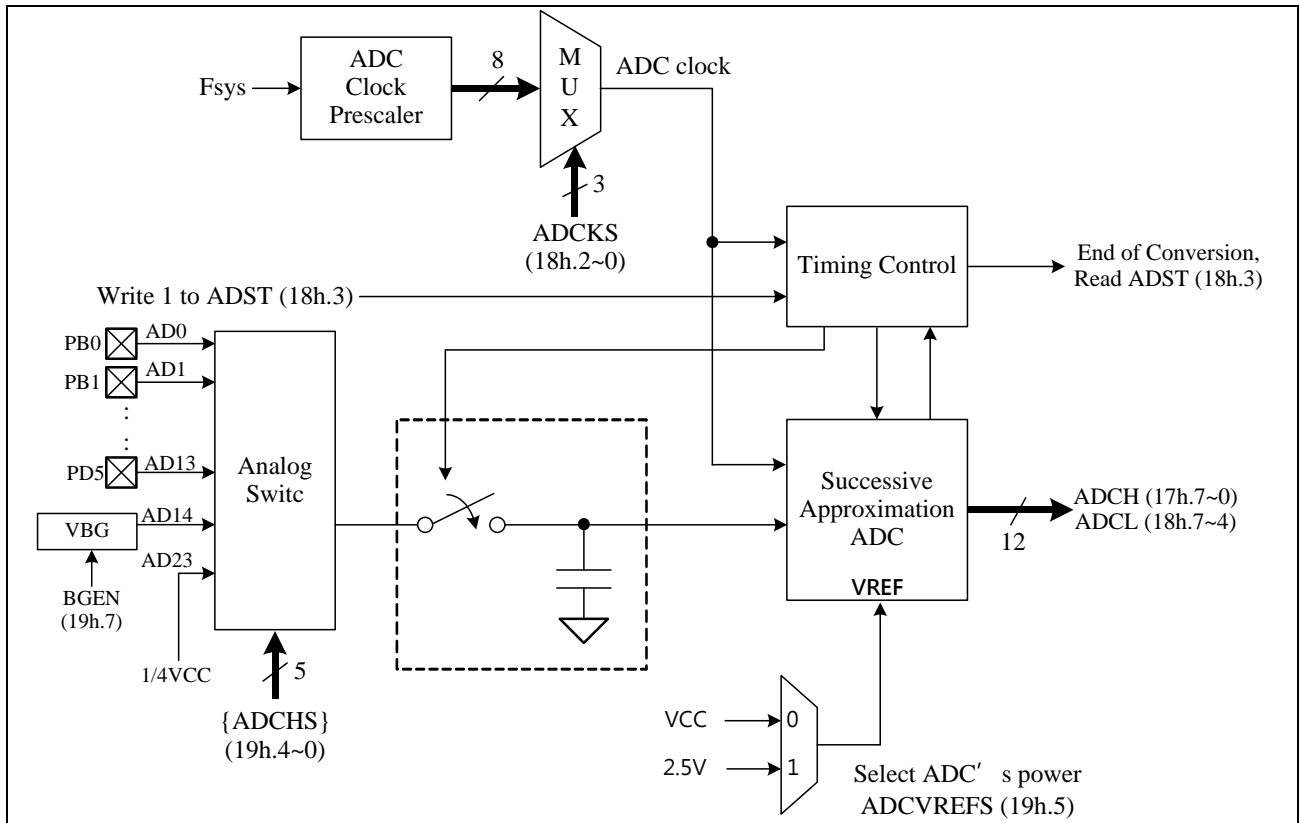 ADC
Clock
Prescaler
Fsys
8
M
U
X
ADC clock
3
ADCKS
(18h.2~0)
Timing Control
End of Conversion,
Read ADST (18h.3)
Write 1 to ADST (18h.3)
PB0
AD0
PB1
AD1
:
:
PD5
AD13
Analog
Switc
VBG
AD14
AD23
BGEN
(19h.7)
1/4VCC
5
{ADCHS}
(19h.4~0)
Successive
Approximation
ADC
VREF
12
ADCH (17h.7~0)
ADCL (18h.7~4)
VCC
0
2.5V
1
Select ADC′ s power
ADCVREFS (19h.5)